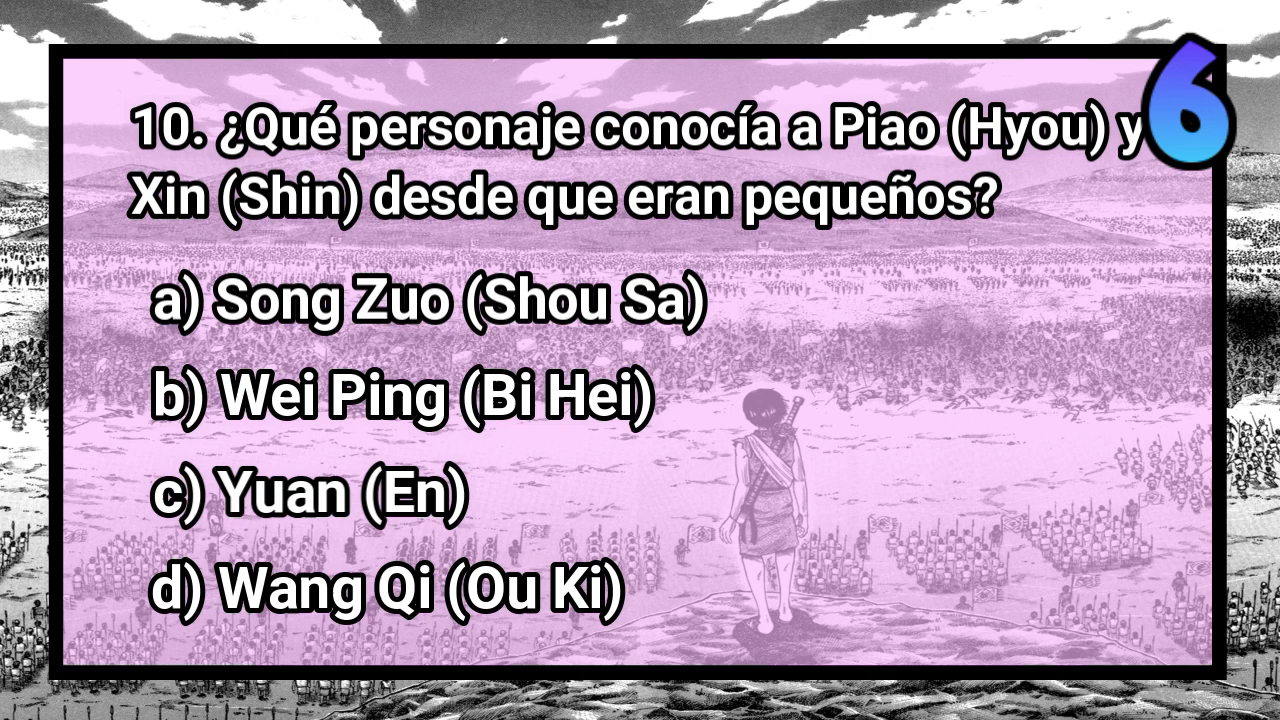 10. ¿Qué personaje conocía a Piao (Hyou) y
Xin (Shin) desde que eran pequeños?
6
a) Song Zuo (Shou Sa)
b) Wei Ping (Bi Hei)
c) Yuan (En)
d) Wang Qi (Ou Ki)